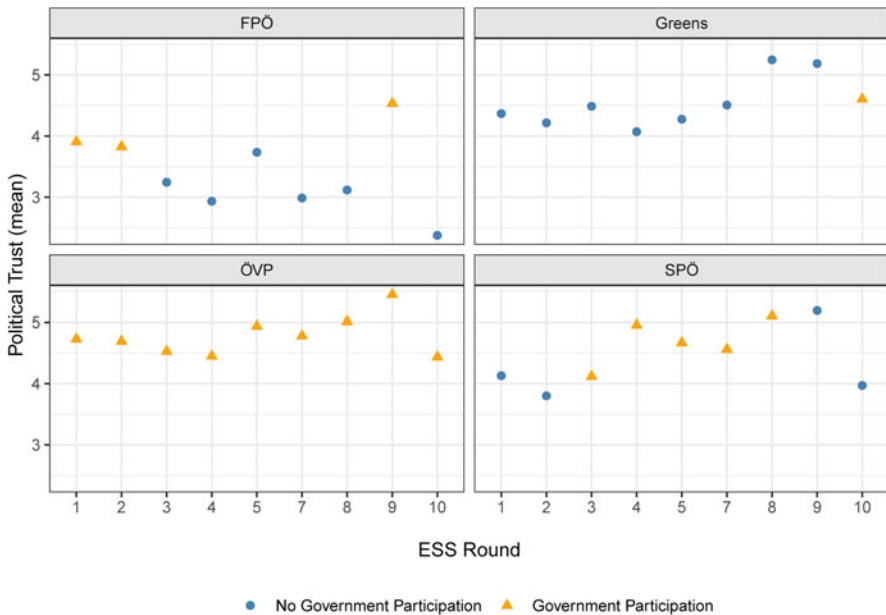 FPÖ
Greens
5
4
3
ÖVP
SPÖ
5
4
3
Political Trust (mean)
1 2 3 4 5 7 8 9 10
1 2 3 4 5 7 8 9 10
ESS Round
No Government Participation
Government Participation